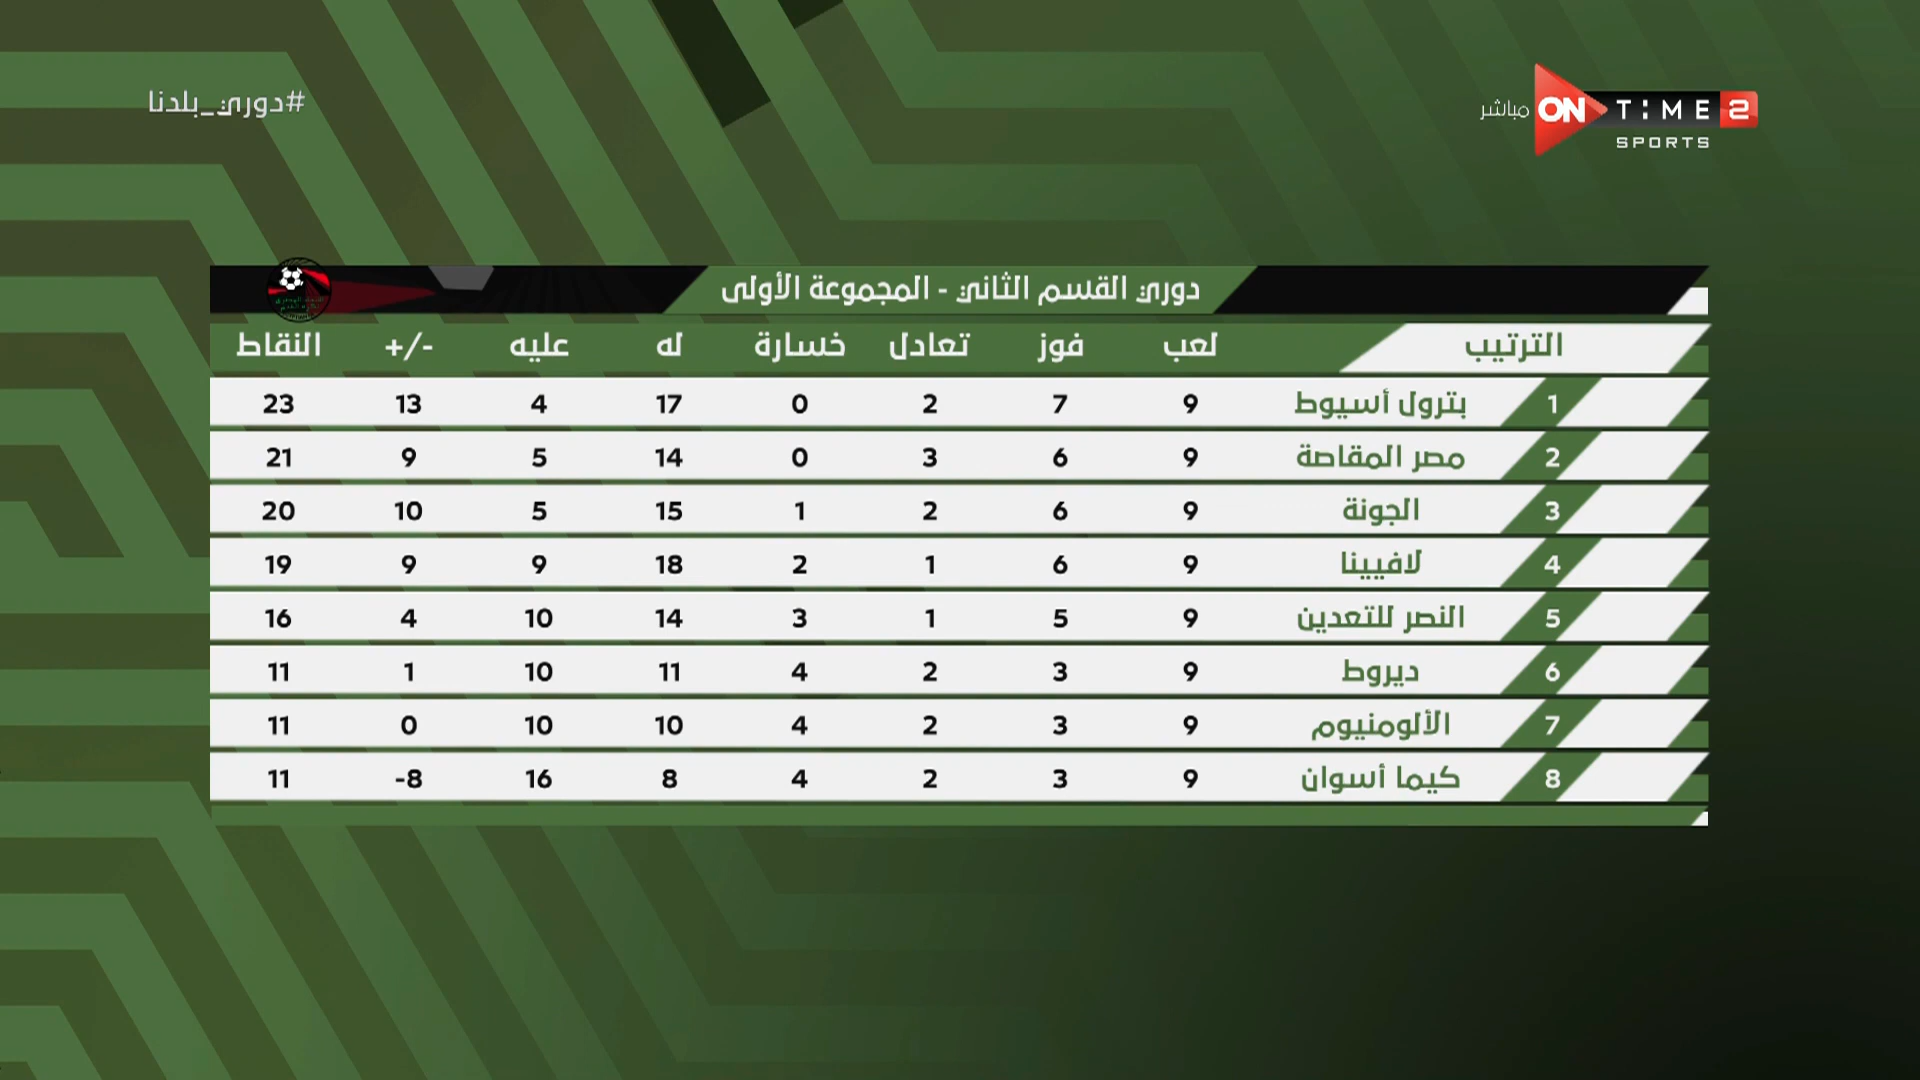 #دوري_بلدنا
مباشر ON TIME 2
SPORTS
دوري القسم الثاني - المجموعة الأولى
الترتيب لعب فوز تعادل خسارة له عليه +/- النقاط
1 بترول أسيوط 9 7 2 0 17 4 13 23
2 مصر المقاصة 9 6 3 0 14 5 9 21
3 الجونة 9 6 2 1 15 5 10 20
4 لافيينا 9 6 1 2 18 9 9 19
5 النصر للتعدين 9 5 1 3 14 10 4 16
6 ديروط 9 3 2 4 11 10 1 11
7 الألومنيوم 9 3 2 4 10 10 0 11
8 كيما أسوان 9 3 2 4 8 16 -8 11